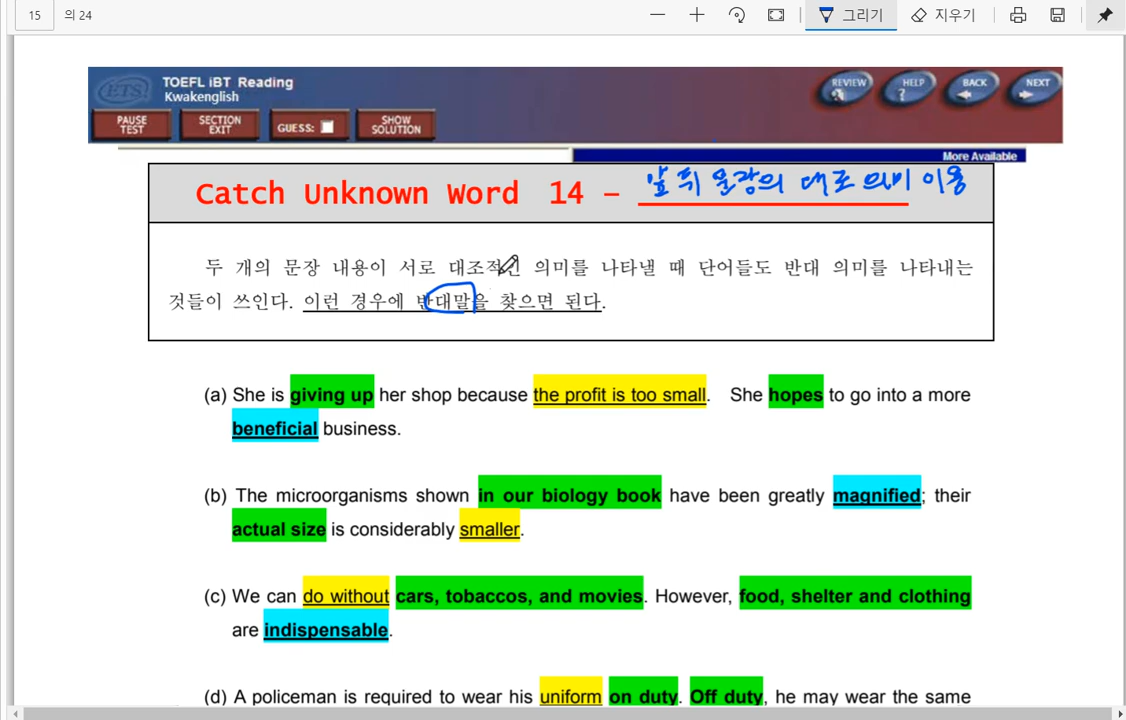 15 의 24 그리기 지우기
ETS TOEFL iBT Reading
Kwakenglish
REVIEW HELP ? BACK NEXT
PAUSE TEST SECTION EXIT GUESS: SHOW SOLUTION
More Available
Catch Unknown Word 14 – 앞 뒤 문장의 대조 의미 이용
두 개의 문장 내용이 서로 대조적인 의미를 나타낼 때 단어들도 반대 의미를 나타내는
것들이 쓰인다. 이런 경우에 반대말을 찾으면 된다.
(a) She is giving up her shop because the profit is too small. She hopes to go into a more
beneficial business.
(b) The microorganisms shown in our biology book have been greatly magnified; their
actual size is considerably smaller.
(c) We can do without cars, tobaccos, and movies. However, food, shelter and clothing
are indispensable.
(d) A policeman is required to wear his uniform on duty. Off duty, he may wear the same